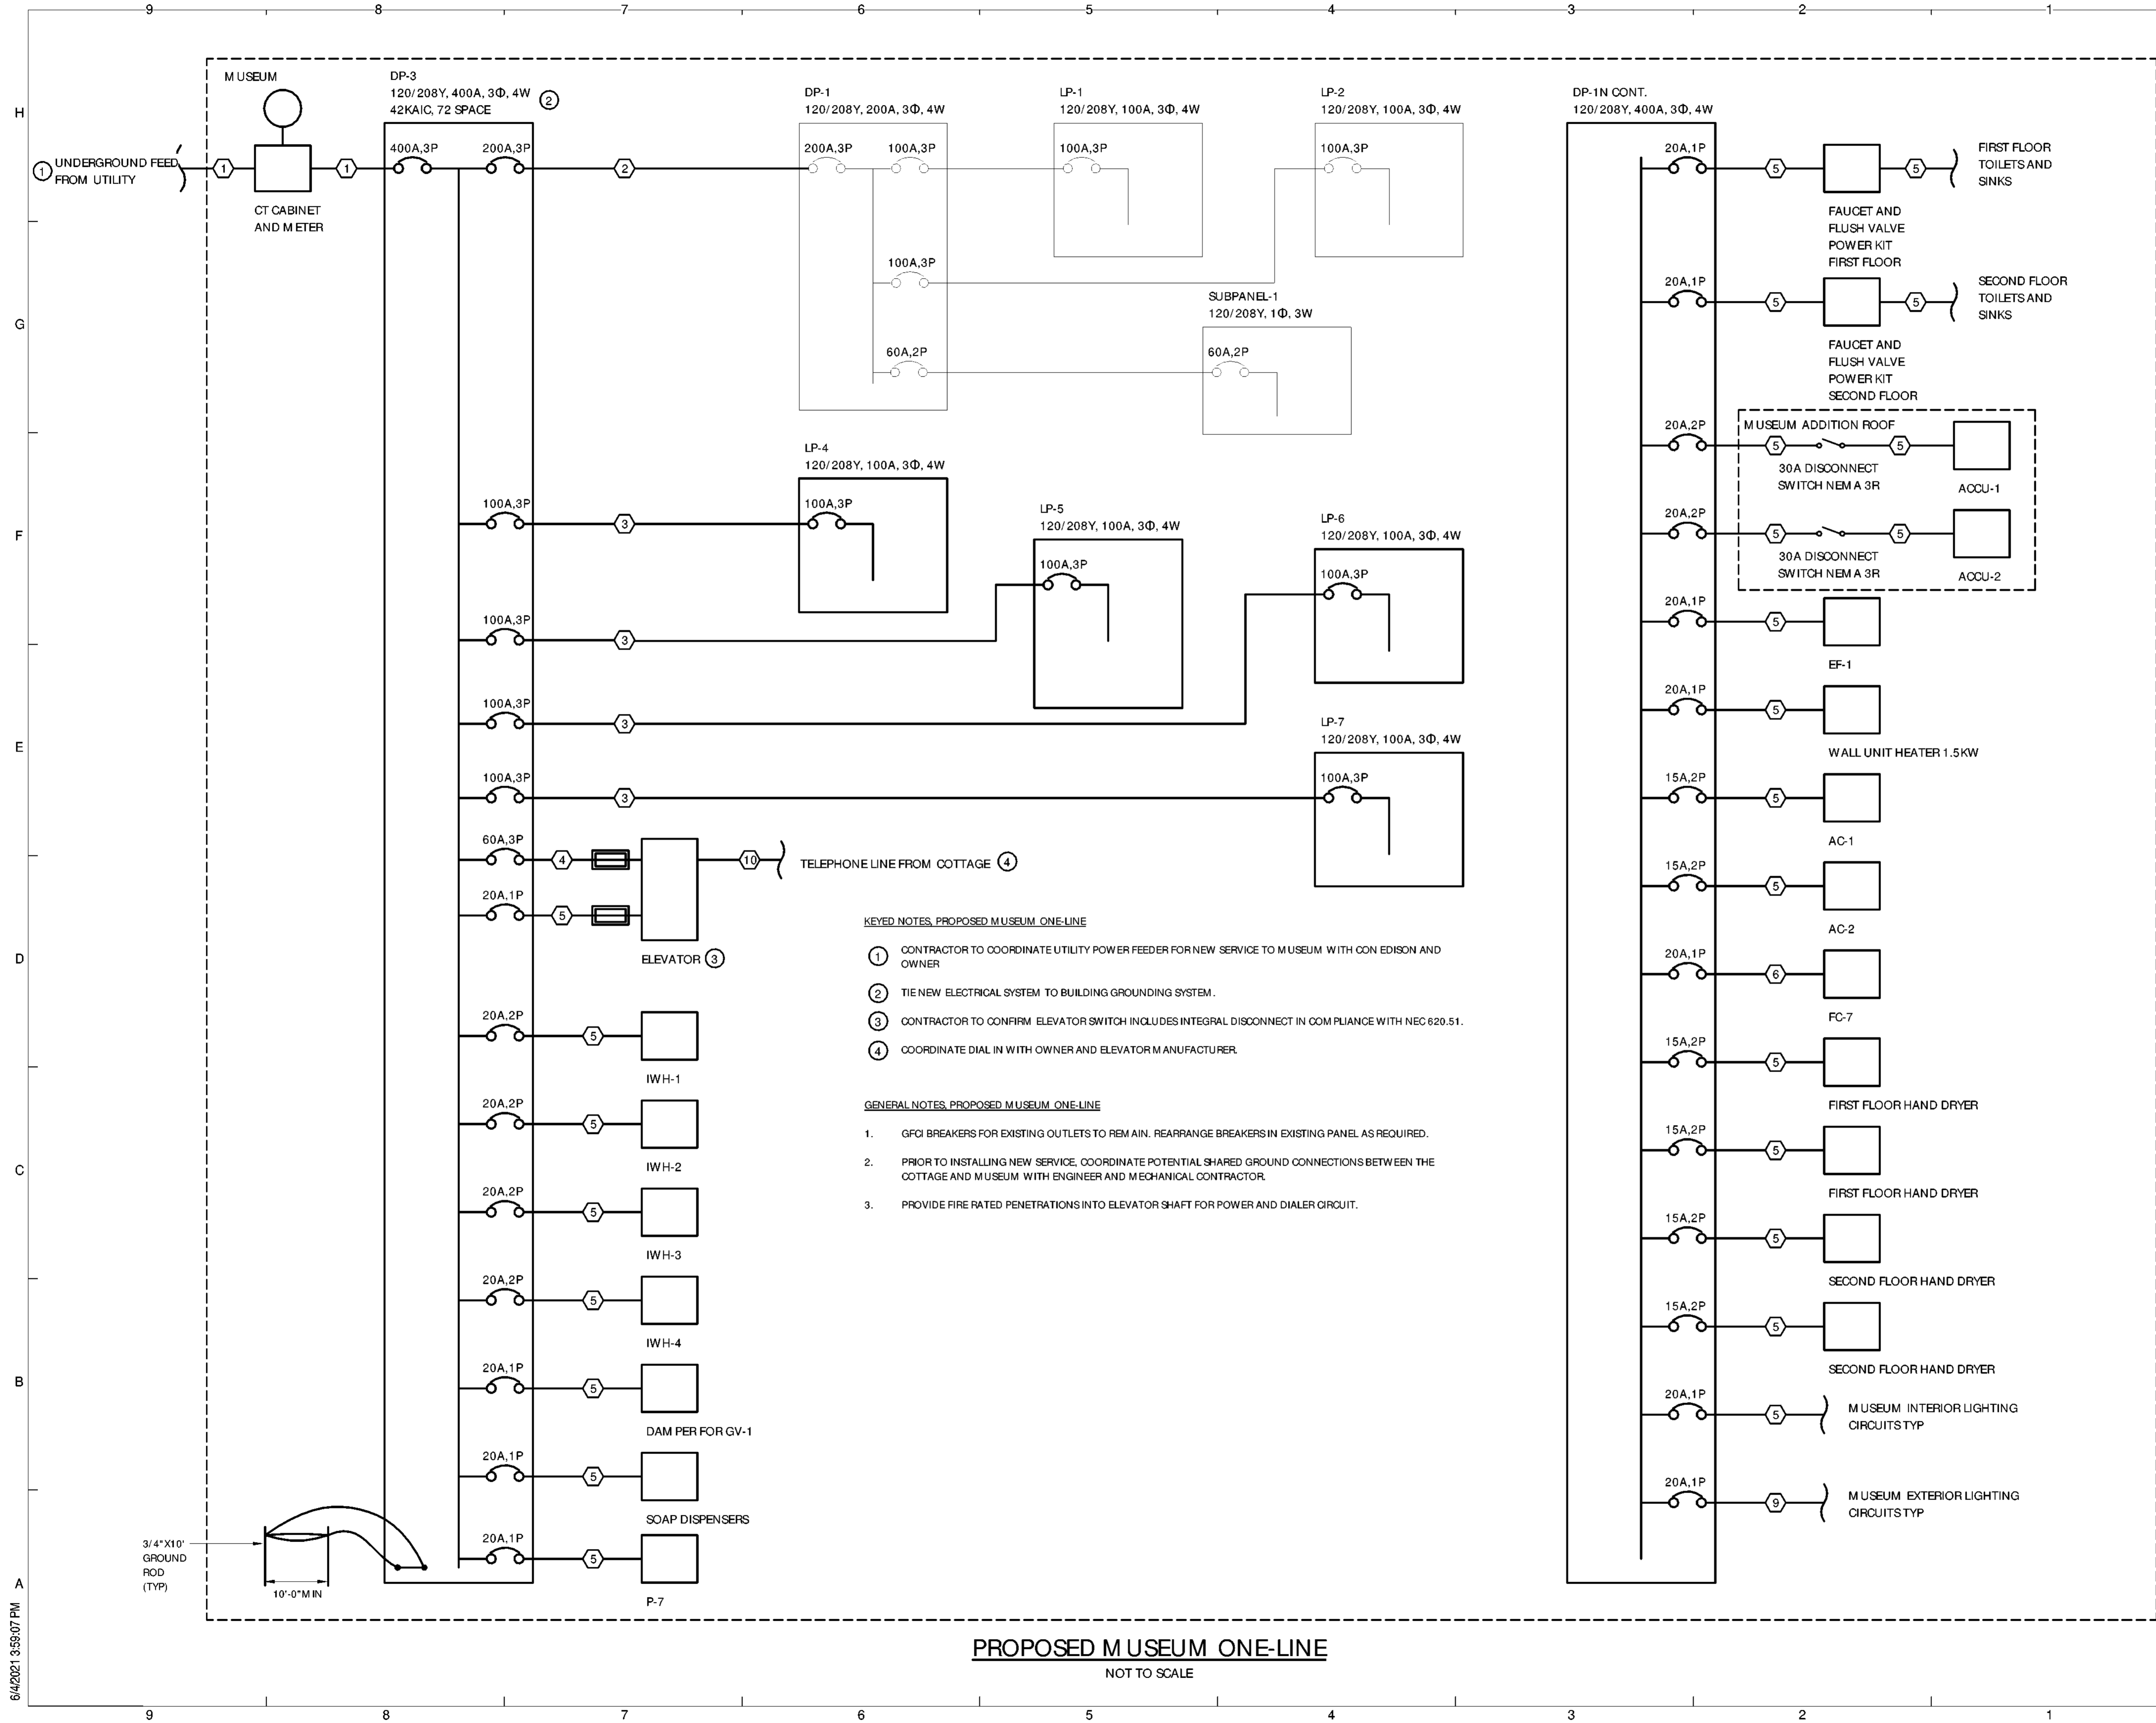 9 8 7 6 5 4 3 2 1
H
G
F
E
D
C
B
A
MUSEUM
1 UNDERGROUND FEED
FROM UTILITY
1
1
CT CABINET
AND METER
DP-3
120/208Y, 400A, 3Φ, 4W
42KAIC, 72 SPACE
2
400A,3P
200A,3P
2
DP-1
120/208Y, 200A, 3Φ, 4W
200A,3P
100A,3P
100A,3P
60A,2P
LP-1
120/208Y, 100A, 3Φ, 4W
100A,3P
LP-2
120/208Y, 100A, 3Φ, 4W
100A,3P
SUBPANEL-1
120/208Y, 1Φ, 3W
60A,2P
100A,3P
3
LP-4
120/208Y, 100A, 3Φ, 4W
100A,3P
100A,3P
3
LP-5
120/208Y, 100A, 3Φ, 4W
100A,3P
100A,3P
3
LP-6
120/208Y, 100A, 3Φ, 4W
100A,3P
100A,3P
3
LP-7
120/208Y, 100A, 3Φ, 4W
100A,3P
60A,3P
4
10
TELEPHONE LINE FROM COTTAGE 4
20A,1P
5
ELEVATOR 3
20A,2P
5
IWH-1
20A,2P
5
IWH-2
20A,2P
5
IWH-3
20A,2P
5
IWH-4
20A,1P
5
DAMPER FOR GV-1
20A,1P
5
SOAP DISPENSERS
20A,1P
5
P-7
3/4"X10'
GROUND
ROD
(TYP)
10'-0"MIN
KEYED NOTES, PROPOSED MUSEUM ONE-LINE
1 CONTRACTOR TO COORDINATE UTILITY POWER FEEDER FOR NEW SERVICE TO MUSEUM WITH CON EDISON AND
OWNER
2 TIE NEW ELECTRICAL SYSTEM TO BUILDING GROUNDING SYSTEM.
3 CONTRACTOR TO CONFIRM ELEVATOR SWITCH INCLUDES INTEGRAL DISCONNECT IN COMPLIANCE WITH NEC 620.51.
4 COORDINATE DIAL IN WITH OWNER AND ELEVATOR MANUFACTURER.
GENERAL NOTES, PROPOSED MUSEUM ONE-LINE
1. GFCI BREAKERS FOR EXISTING OUTLETS TO REMAIN. REARRANGE BREAKERS IN EXISTING PANEL AS REQUIRED.
2. PRIOR TO INSTALLING NEW SERVICE, COORDINATE POTENTIAL SHARED GROUND CONNECTIONS BETWEEN THE
COTTAGE AND MUSEUM WITH ENGINEER AND MECHANICAL CONTRACTOR.
3. PROVIDE FIRE RATED PENETRATIONS INTO ELEVATOR SHAFT FOR POWER AND DIALER CIRCUIT.
DP-1N CONT.
120/208Y, 400A, 3Φ, 4W
20A,1P
5
5
FIRST FLOOR
TOILETS AND
SINKS
FAUCET AND
FLUSH VALVE
POWER KIT
FIRST FLOOR
20A,1P
5
5
SECOND FLOOR
TOILETS AND
SINKS
FAUCET AND
FLUSH VALVE
POWER KIT
SECOND FLOOR
20A,2P
MUSEUM ADDITION ROOF
5
5
30A DISCONNECT
SWITCH NEMA 3R
ACCU-1
20A,2P
5
5
30A DISCONNECT
SWITCH NEMA 3R
ACCU-2
20A,1P
5
EF-1
20A,1P
5
WALL UNIT HEATER 1.5KW
15A,2P
5
AC-1
15A,2P
5
AC-2
20A,1P
6
FC-7
15A,2P
5
FIRST FLOOR HAND DRYER
15A,2P
5
FIRST FLOOR HAND DRYER
15A,2P
5
SECOND FLOOR HAND DRYER
15A,2P
5
SECOND FLOOR HAND DRYER
20A,1P
5
MUSEUM INTERIOR LIGHTING
CIRCUITS TYP
20A,1P
9
MUSEUM EXTERIOR LIGHTING
CIRCUITS TYP
PROPOSED MUSEUM ONE-LINE
NOT TO SCALE
6/4/2021 3:59:07 PM
9 8 7 6 5 4 3 2 1